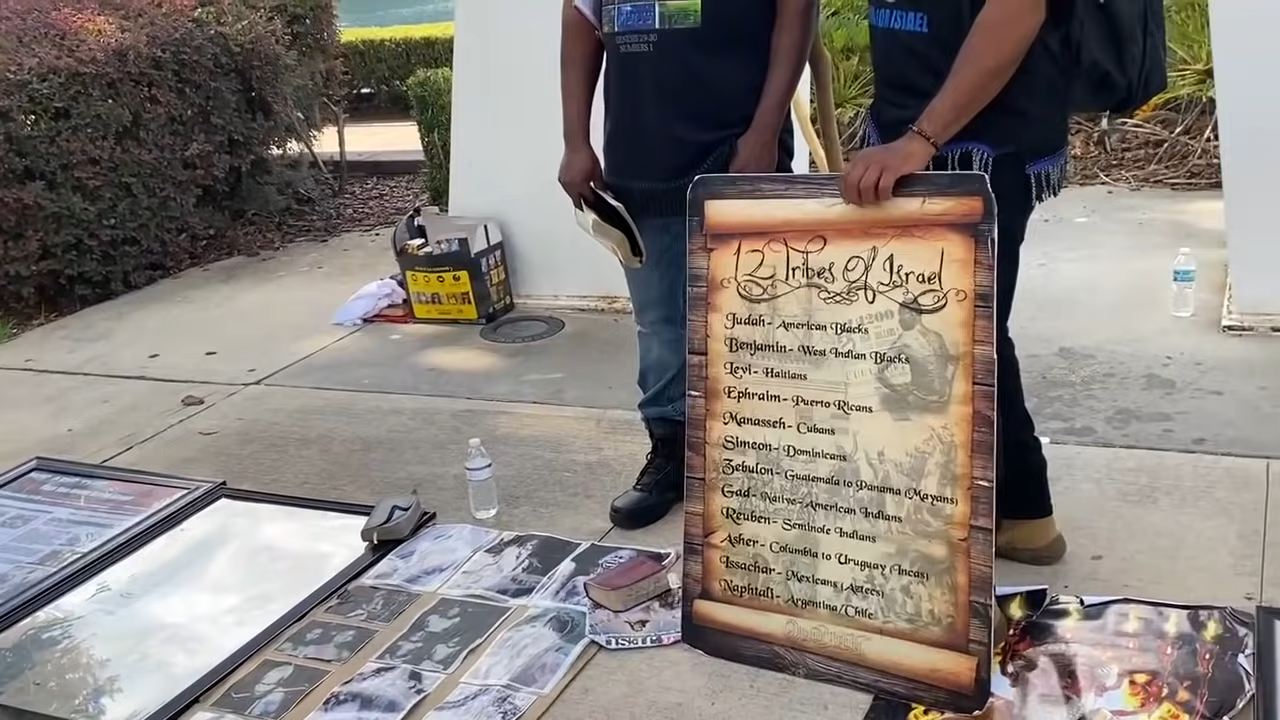 GENESIS 29-30
NUMBERS 1
12 Tribes Of Israel
Judah- American Blacks
Benjamin- West Indian Blacks
Levi- Haitians
Ephraim- Puerto Ricans
Manasseh- Cubans
Simeon- Dominicans
Zebulon- Guatemala to Panama (Mayans)
Gad- Native-American Indians
Reuben- Seminole Indians
Asher- Columbia to Uruguay (Incas)
Issachar- Mexicans (Aztecs)
Naphtali- Argentina/Chile